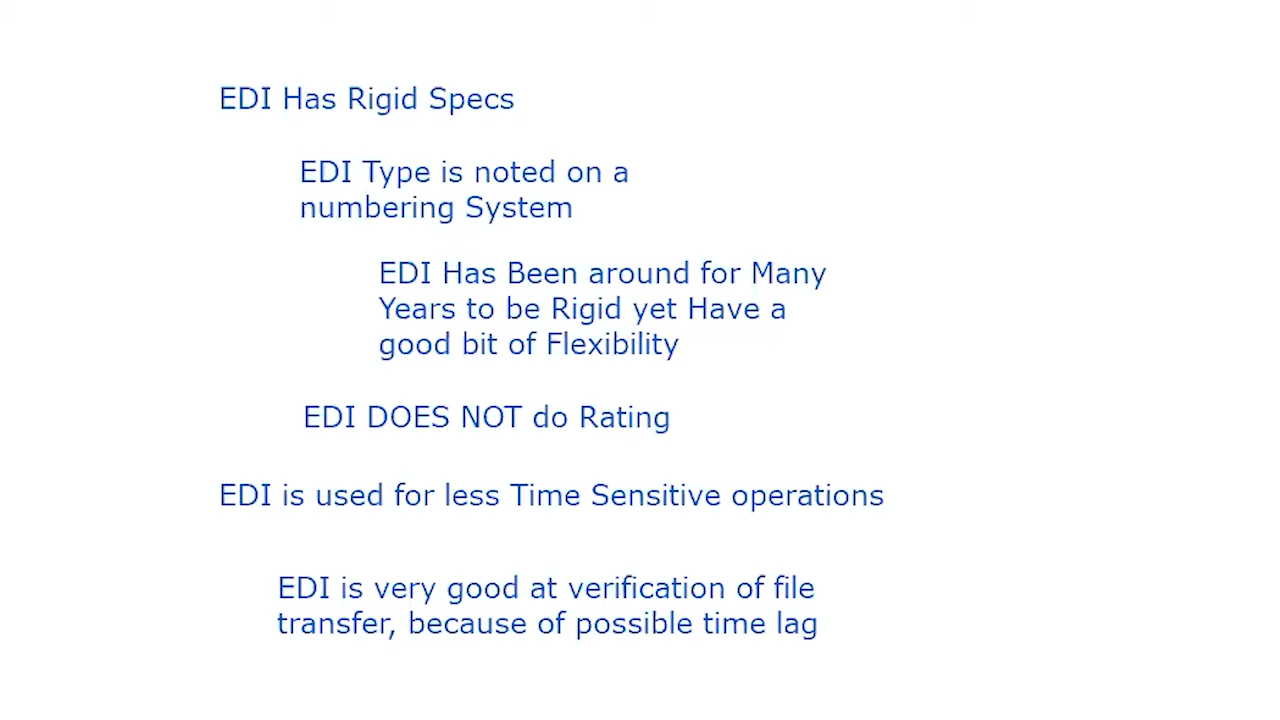 EDI Has Rigid Specs
EDI Type is noted on a
numbering System
EDI Has Been around for Many
Years to be Rigid yet Have a
good bit of Flexibility
EDI DOES NOT do Rating
EDI is used for less Time Sensitive operations
EDI is very good at verification of file
transfer, because of possible time lag